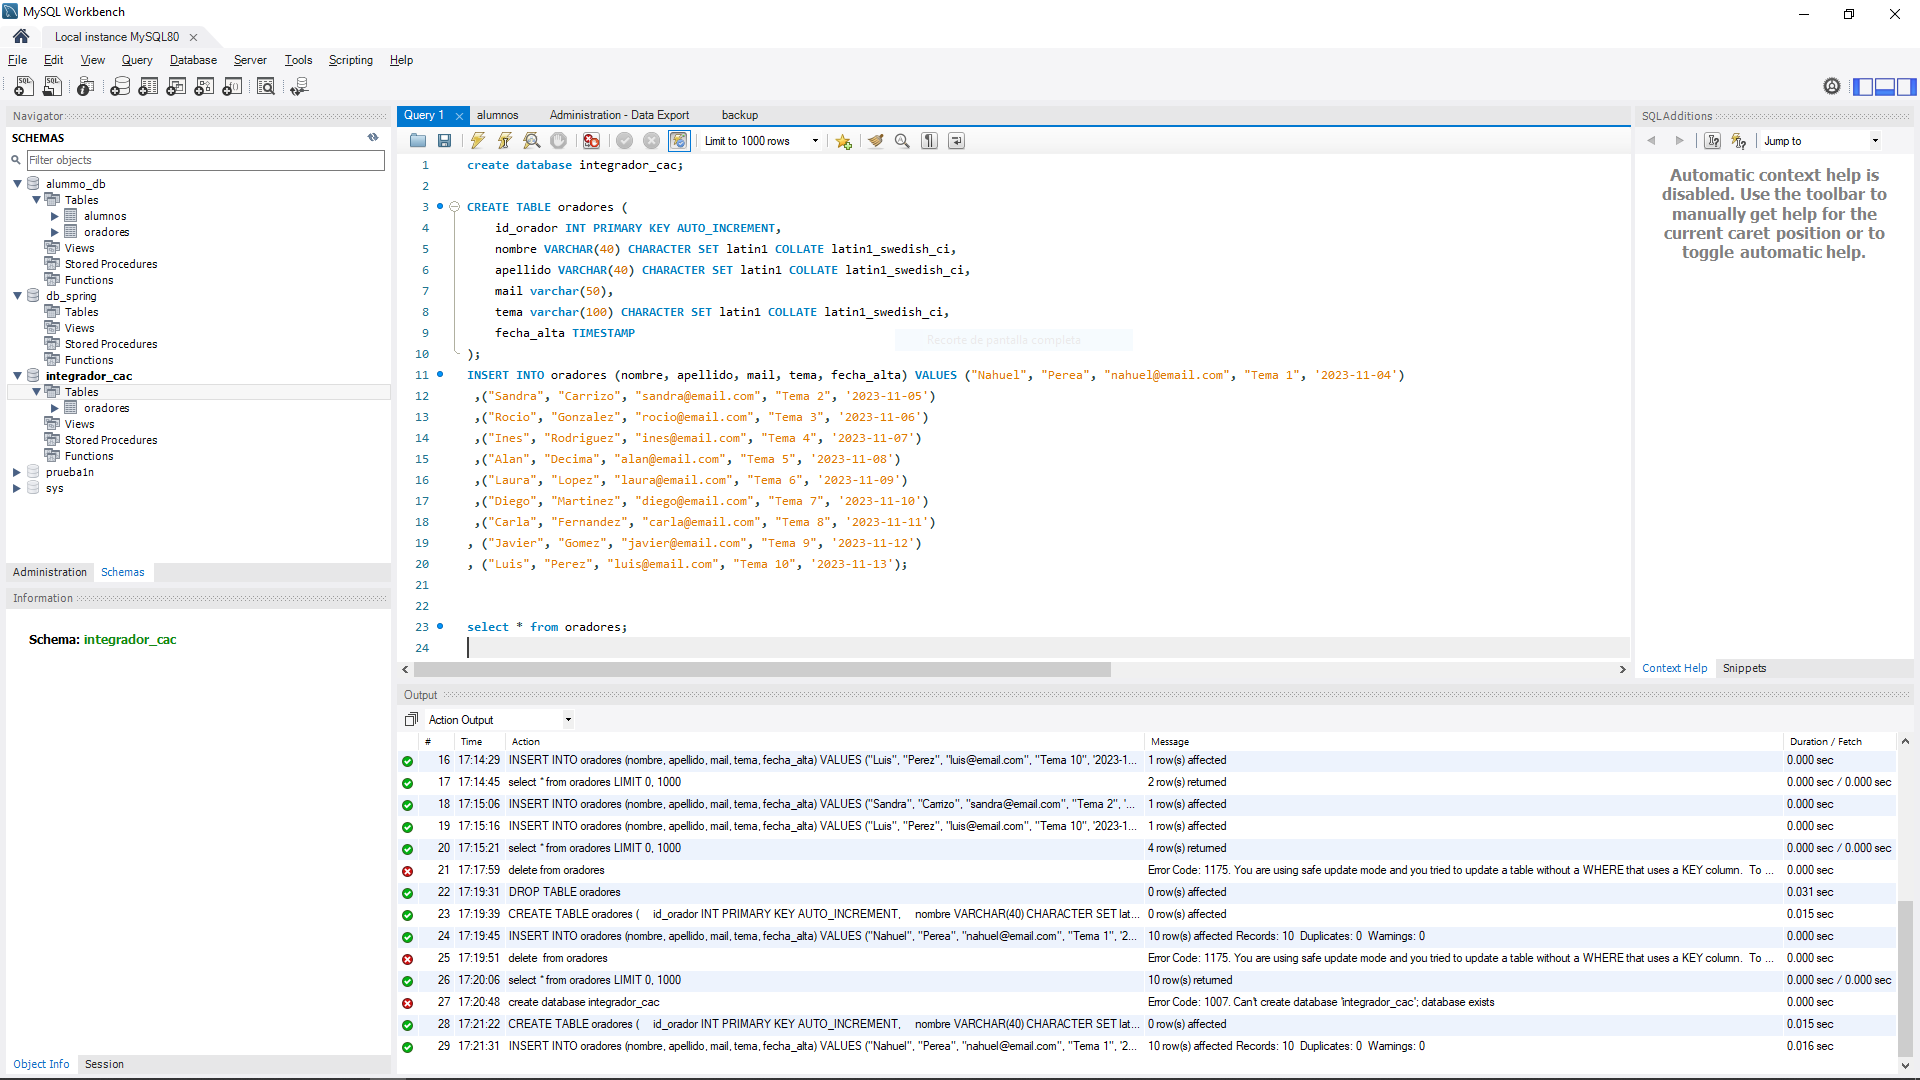 MySQL Workbench
Local instance MySQL80
File Edit View Query Database Server Tools Scripting Help
Navigator
SCHEMAS
Filter objects
alummo_db
Tables
alumnos
oradores
Views
Stored Procedures
Functions
db_spring
Tables
Views
Stored Procedures
Functions
integrador_cac
Tables
oradores
Views
Stored Procedures
Functions
prueba1n
sys
Administration Schemas
Information
Schema: integrador_cac
Object Info Session
Query 1 alumnos Administration - Data Export backup
Limit to 1000 rows
1 create database integrador_cac;
2
3 CREATE TABLE oradores (
4 id_orador INT PRIMARY KEY AUTO_INCREMENT,
5 nombre VARCHAR(40) CHARACTER SET latin1 COLLATE latin1_swedish_ci,
6 apellido VARCHAR(40) CHARACTER SET latin1 COLLATE latin1_swedish_ci,
7 mail varchar(50),
8 tema varchar(100) CHARACTER SET latin1 COLLATE latin1_swedish_ci,
9 fecha_alta TIMESTAMP
Recorte de pantalla completa
10 );
11 INSERT INTO oradores (nombre, apellido, mail, tema, fecha_alta) VALUES ("Nahuel", "Perea", "nahuel@email.com", "Tema 1", '2023-11-04')
12 ,("Sandra", "Carrizo", "sandra@email.com", "Tema 2", '2023-11-05')
13 ,("Rocio", "Gonzalez", "rocio@email.com", "Tema 3", '2023-11-06')
14 ,("Ines", "Rodriguez", "ines@email.com", "Tema 4", '2023-11-07')
15 ,("Alan", "Decima", "alan@email.com", "Tema 5", '2023-11-08')
16 ,("Laura", "Lopez", "laura@email.com", "Tema 6", '2023-11-09')
17 ,("Diego", "Martinez", "diego@email.com", "Tema 7", '2023-11-10')
18 ,("Carla", "Fernandez", "carla@email.com", "Tema 8", '2023-11-11')
19 , ("Javier", "Gomez", "javier@email.com", "Tema 9", '2023-11-12')
20 , ("Luis", "Perez", "luis@email.com", "Tema 10", '2023-11-13');
21
22
23 select * from oradores;
24
SQLAdditions
Jump to
Automatic context help is
disabled. Use the toolbar to
manually get help for the
current caret position or to
toggle automatic help.
Context Help Snippets
Output
Action Output
# Time Action Message Duration / Fetch
16 17:14:29 INSERT INTO oradores (nombre, apellido, mail, tema, fecha_alta) VALUES ("Luis", "Perez", "luis@email.com", "Tema 10", '2023-1... 1 row(s) affected 0.000 sec
17 17:14:45 select * from oradores LIMIT 0, 1000 2 row(s) returned 0.000 sec / 0.000 sec
18 17:15:06 INSERT INTO oradores (nombre, apellido, mail, tema, fecha_alta) VALUES ("Sandra", "Carrizo", "sandra@email.com", "Tema 2", '... 1 row(s) affected 0.000 sec
19 17:15:16 INSERT INTO oradores (nombre, apellido, mail, tema, fecha_alta) VALUES ("Luis", "Perez", "luis@email.com", "Tema 10", '2023-1... 1 row(s) affected 0.000 sec
20 17:15:21 select * from oradores LIMIT 0, 1000 4 row(s) returned 0.000 sec / 0.000 sec
21 17:17:59 delete from oradores Error Code: 1175. You are using safe update mode and you tried to update a table without a WHERE that uses a KEY column. To ... 0.000 sec
22 17:19:31 DROP TABLE oradores 0 row(s) affected 0.031 sec
23 17:19:39 CREATE TABLE oradores ( id_orador INT PRIMARY KEY AUTO_INCREMENT, nombre VARCHAR(40) CHARACTER SET lat... 0 row(s) affected 0.015 sec
24 17:19:45 INSERT INTO oradores (nombre, apellido, mail, tema, fecha_alta) VALUES ("Nahuel", "Perea", "nahuel@email.com", "Tema 1", '2... 10 row(s) affected Records: 10 Duplicates: 0 Warnings: 0 0.000 sec
25 17:19:51 delete from oradores Error Code: 1175. You are using safe update mode and you tried to update a table without a WHERE that uses a KEY column. To ... 0.000 sec
26 17:20:06 select * from oradores LIMIT 0, 1000 10 row(s) returned 0.000 sec / 0.000 sec
27 17:20:48 create database integrador_cac Error Code: 1007. Can't create database 'integrador_cac'; database exists 0.000 sec
28 17:21:22 CREATE TABLE oradores ( id_orador INT PRIMARY KEY AUTO_INCREMENT, nombre VARCHAR(40) CHARACTER SET lat... 0 row(s) affected 0.015 sec
29 17:21:31 INSERT INTO oradores (nombre, apellido, mail, tema, fecha_alta) VALUES ("Nahuel", "Perea", "nahuel@email.com", "Tema 1", '2... 10 row(s) affected Records: 10 Duplicates: 0 Warnings: 0 0.016 sec